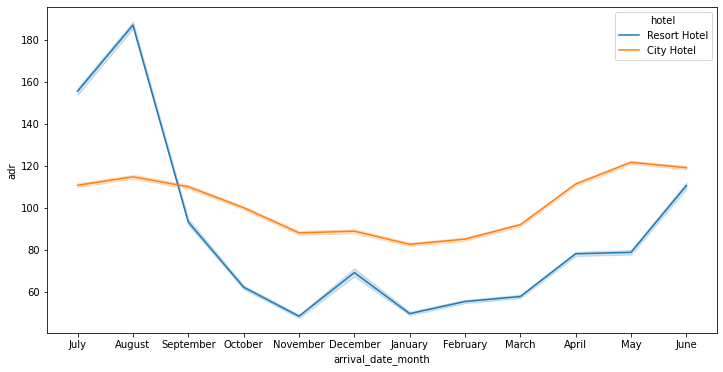 hotel
Resort Hotel
City Hotel
180
160
140
120
100
80
60
adr
July August September October November December January February March April May June
arrival_date_month